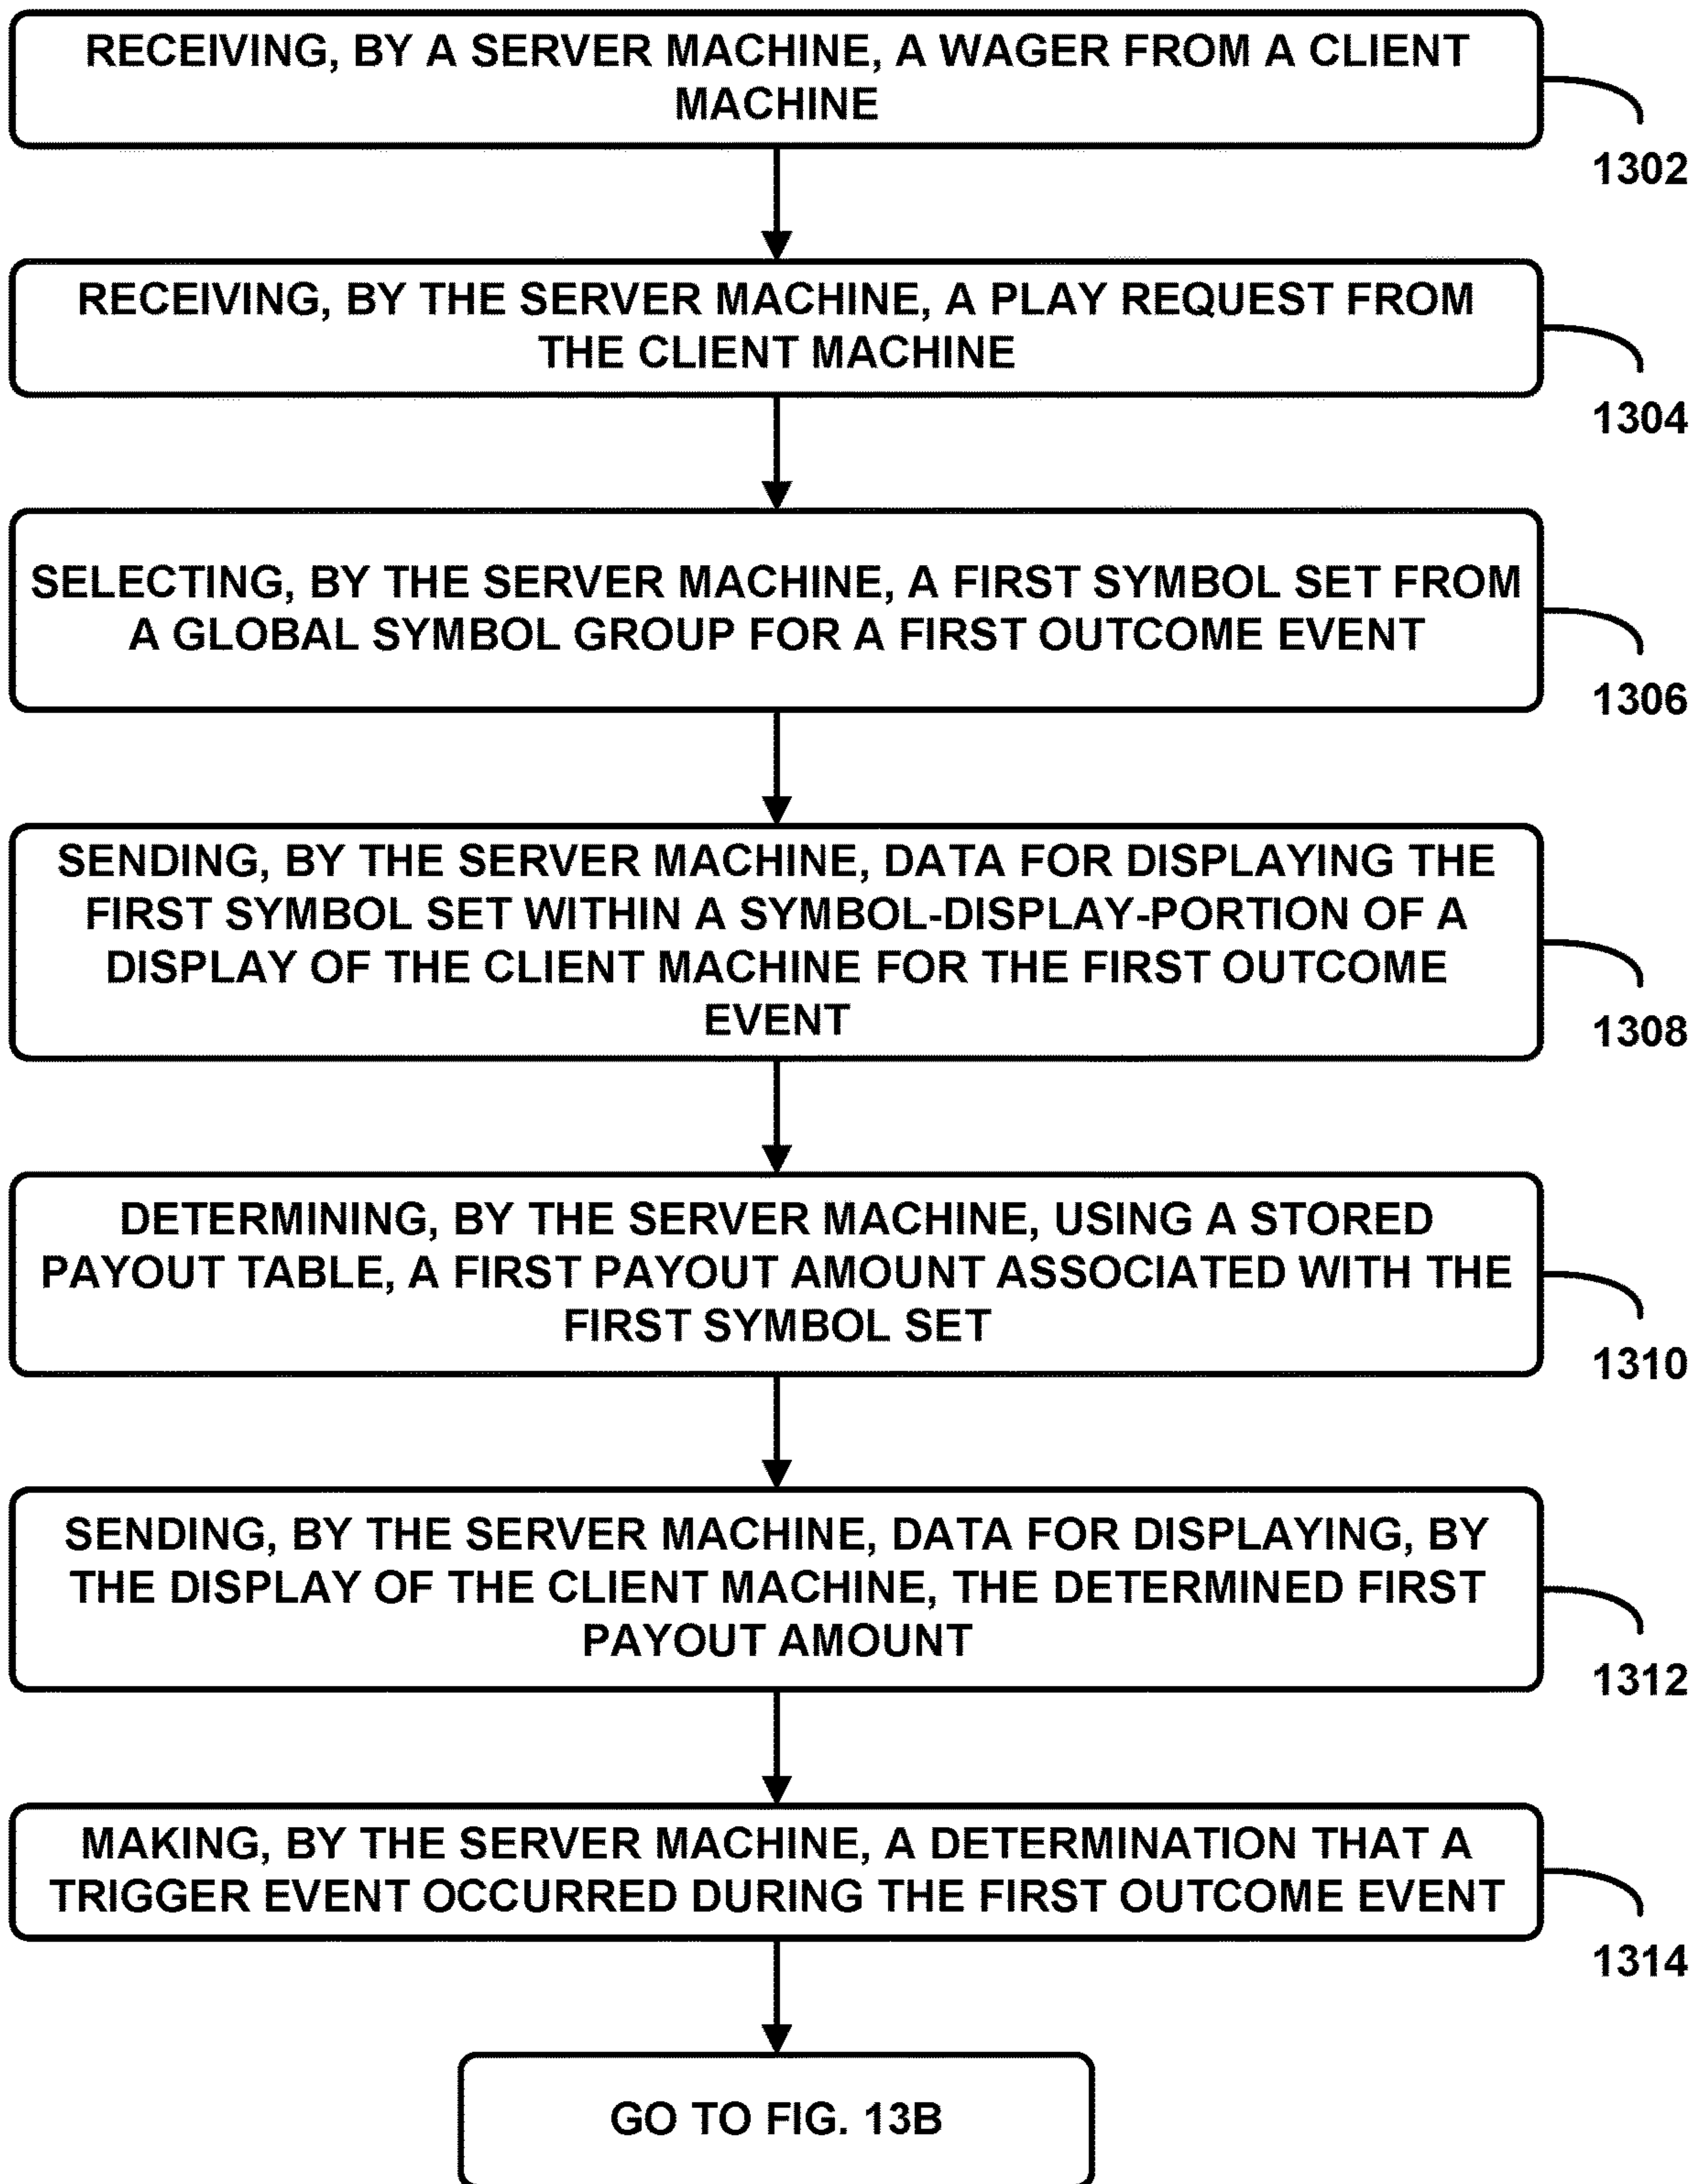 RECEIVING, BY A SERVER MACHINE, A WAGER FROM A CLIENT
MACHINE
1302
RECEIVING, BY THE SERVER MACHINE, A PLAY REQUEST FROM
THE CLIENT MACHINE
1304
SELECTING, BY THE SERVER MACHINE, A FIRST SYMBOL SET FROM
A GLOBAL SYMBOL GROUP FOR A FIRST OUTCOME EVENT
1306
SENDING, BY THE SERVER MACHINE, DATA FOR DISPLAYING THE
FIRST SYMBOL SET WITHIN A SYMBOL-DISPLAY-PORTION OF A
DISPLAY OF THE CLIENT MACHINE FOR THE FIRST OUTCOME
EVENT
1308
DETERMINING, BY THE SERVER MACHINE, USING A STORED
PAYOUT TABLE, A FIRST PAYOUT AMOUNT ASSOCIATED WITH THE
FIRST SYMBOL SET
1310
SENDING, BY THE SERVER MACHINE, DATA FOR DISPLAYING, BY
THE DISPLAY OF THE CLIENT MACHINE, THE DETERMINED FIRST
PAYOUT AMOUNT
1312
MAKING, BY THE SERVER MACHINE, A DETERMINATION THAT A
TRIGGER EVENT OCCURRED DURING THE FIRST OUTCOME EVENT
1314
GO TO FIG. 13B